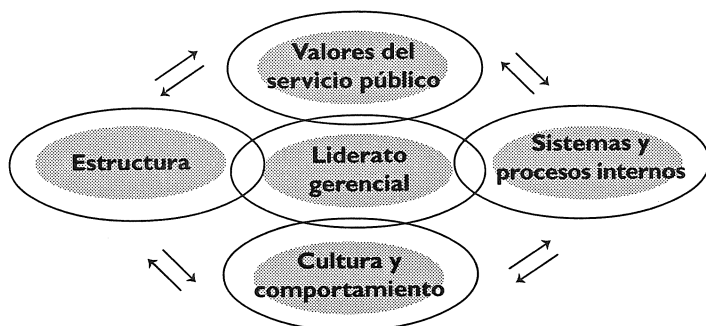 Valores del
servicio público
Estructura
Liderato
gerencial
Sistemas y
procesos internos
Cultura y
comportamiento